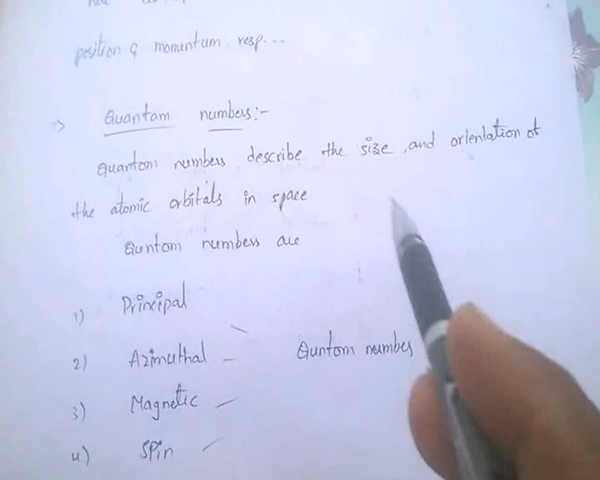 position & momentum resp...
→ Quantam numbers:-
Quantom numbers describe the size and orientation of
the atomic orbitals in space
Quntom numbers are
1) Principal
2) Azimuthal - Quntom numbes
3) Magnetic
4) Spin